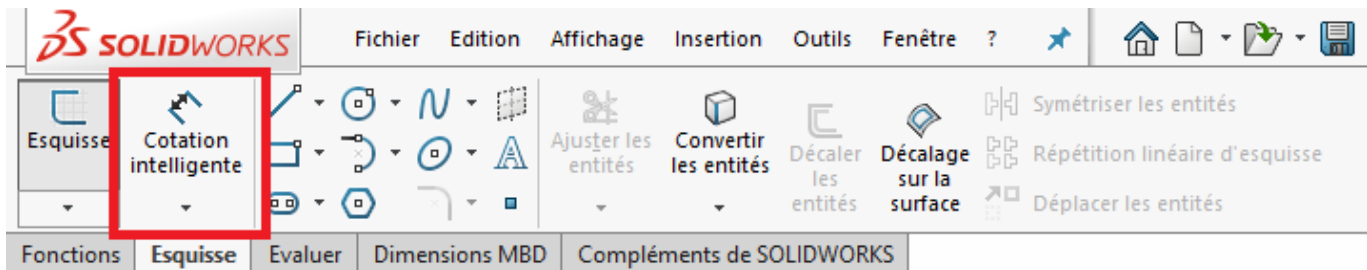 SOLIDWORKS Fichier Edition Affichage Insertion Outils Fenêtre ?
Esquisse
Cotation
intelligente
Ajuster les
entités
Convertir
les entités
Décaler
les
entités
Décalage
sur la
surface
Symétriser les entités
Répétition linéaire d'esquisse
Déplacer les entités
Fonctions Esquisse Evaluer Dimensions MBD Compléments de SOLIDWORKS